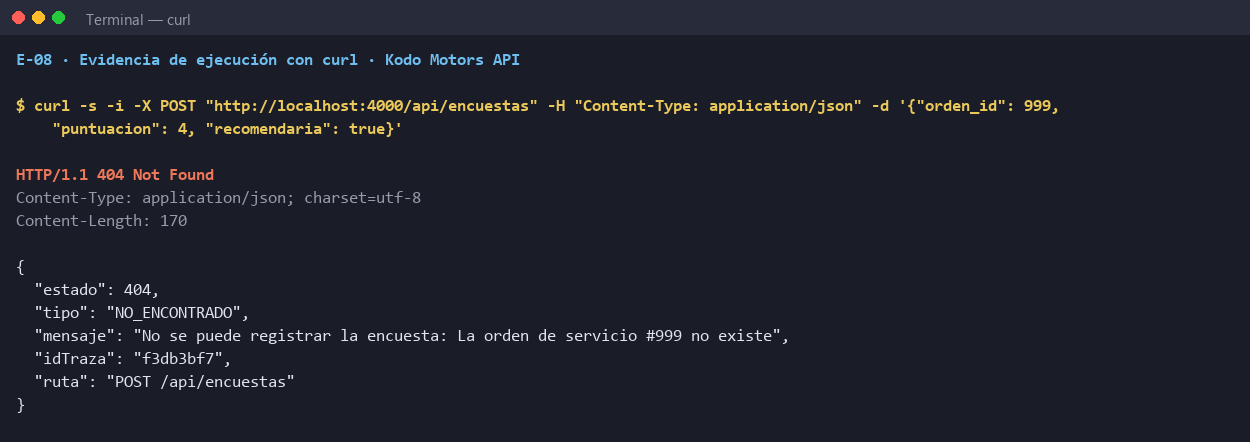 Terminal — curl
E-08 · Evidencia de ejecución con curl · Kodo Motors API
$ curl -s -i -X POST "http://localhost:4000/api/encuestas" -H "Content-Type: application/json" -d '{"orden_id": 999,
"puntuacion": 4, "recomendaria": true}'
HTTP/1.1 404 Not Found
Content-Type: application/json; charset=utf-8
Content-Length: 170
{
"estado": 404,
"tipo": "NO_ENCONTRADO",
"mensaje": "No se puede registrar la encuesta: La orden de servicio #999 no existe",
"idTraza": "f3db3bf7",
"ruta": "POST /api/encuestas"
}